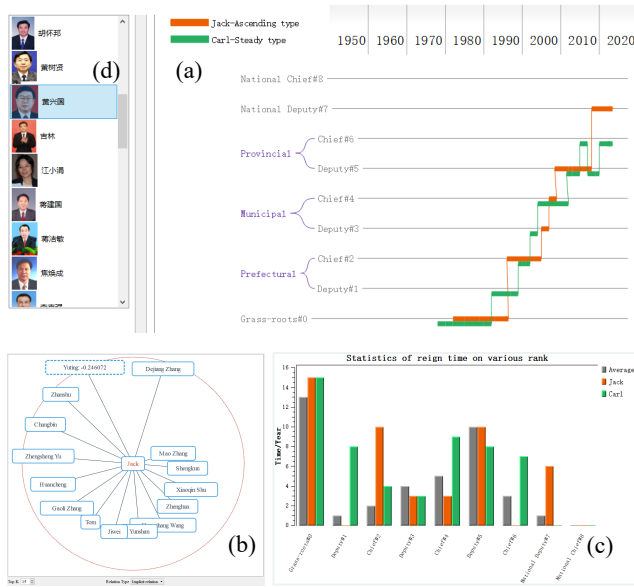 胡怀邦
黄树贤
(d)
黄兴国
吉林
江小涓
蒋建国
蒋洁敏
焦焕成
Jack-Ascending type
Carl-Steady type
(a)
1950 1960 1970 1980 1990 2000 2010 2020
National Chief#8
National Deputy#7
Chief#6
Provincial
Deputy#5
Chief#4
Municipal
Deputy#3
Chief#2
Prefectural
Deputy#1
Grass-roots#0
Yuting: -0.246072
Dejiang Zhang
Zhanshu
Changbin
Zhengsheng Yu
Jack
Mao Zhang
Shengkun
Huancheng
Xiaoqin Shu
Zhenghua
Gaoli Zhang
Tom
Jiwei
Yunshan
Wang
(b)
Top K 15
Relation Type Implicit relation
Statistics of reign time on various rank
Average
Jack
Carl
Time/Year
16
14
12
10
8
6
4
2
0
Grass-roots#0
Deputy#1
Chief#2
Deputy#3
Chief#4
Deputy#5
Chief#6
National Deputy#7
National Chief#8
(c)